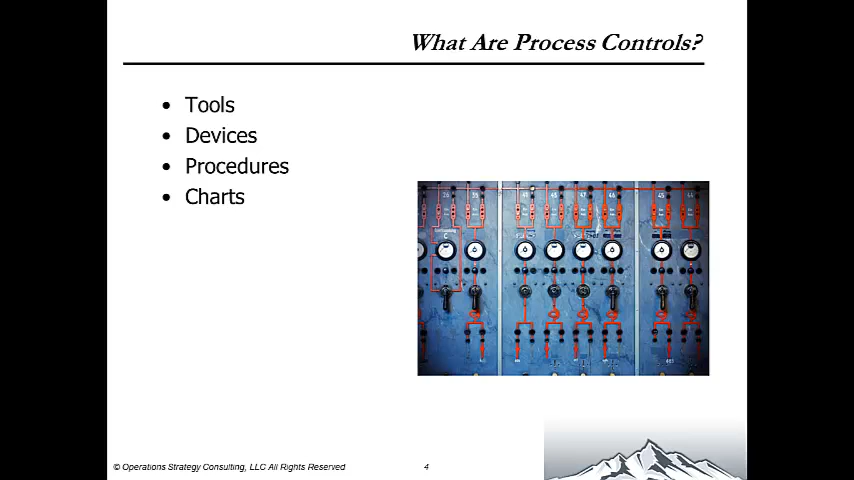 What Are Process Controls?
• Tools
• Devices
• Procedures
• Charts
© Operations Strategy Consulting, LLC All Rights Reserved
4